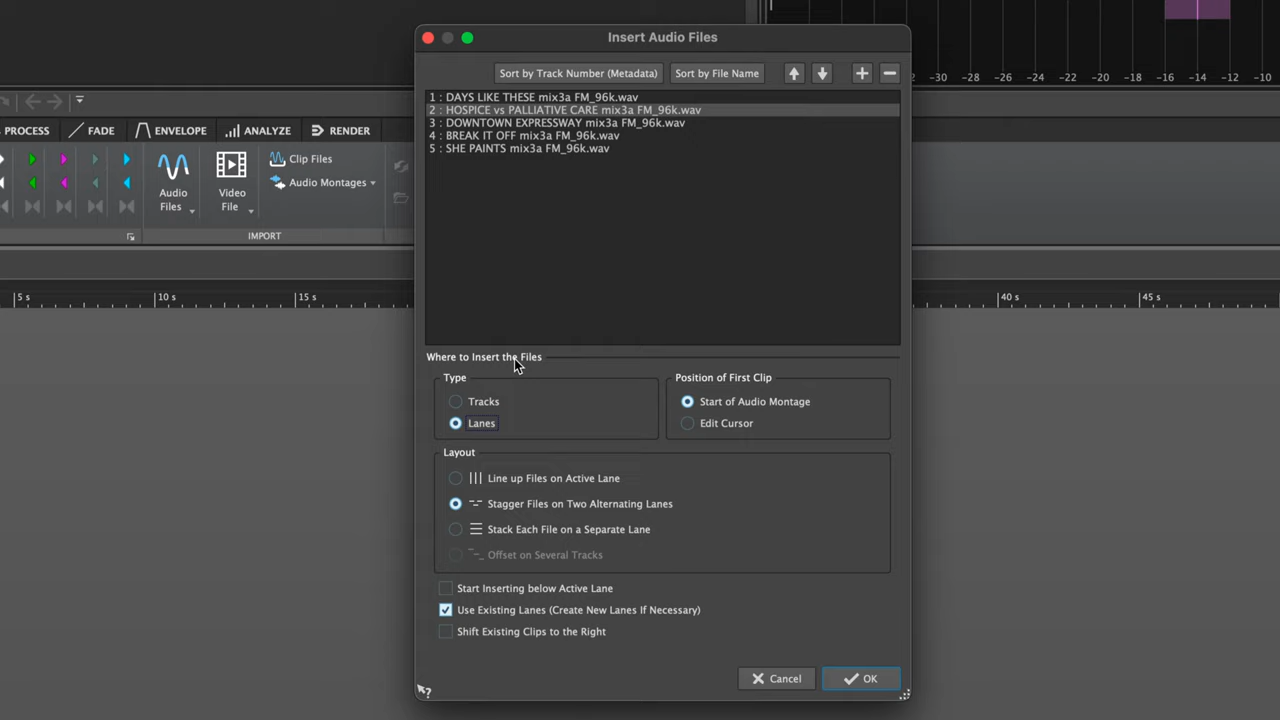 Insert Audio Files
Sort by Track Number (Metadata) Sort by File Name
-30 -28 -26 -24 -22 -20 -18 -16 -14 -12 -10
1 : DAYS LIKE THESE mix3a FM_96k.wav
2 : HOSPICE vs PALLIATIVE CARE mix3a FM_96k.wav
3 : DOWNTOWN EXPRESSWAY mix3a FM_96k.wav
4 : BREAK IT OFF mix3a FM_96k.wav
5 : SHE PAINTS mix3a FM_96k.wav
PROCESS FADE ENVELOPE ANALYZE RENDER
Audio Files
Video File
Clip Files
Audio Montages
IMPORT
5 s 10 s 15 s 40 s 45 s
Where to Insert the Files
Type
Tracks
Lanes
Position of First Clip
Start of Audio Montage
Edit Cursor
Layout
Line up Files on Active Lane
Stagger Files on Two Alternating Lanes
Stack Each File on a Separate Lane
Offset on Several Tracks
Start Inserting below Active Lane
Use Existing Lanes (Create New Lanes If Necessary)
Shift Existing Clips to the Right
Cancel OK
?